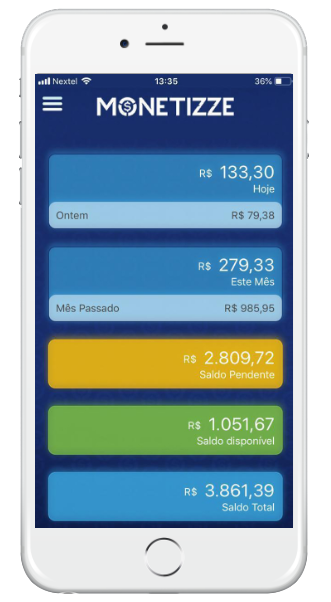 Nextel 13:35 36%
MONETIZZE
R$ 133,30
Hoje
Ontem R$ 79,38
R$ 279,33
Este Mês
Mês Passado R$ 985,95
R$ 2.809,72
Saldo Pendente
R$ 1.051,67
Saldo disponível
R$ 3.861,39
Saldo Total